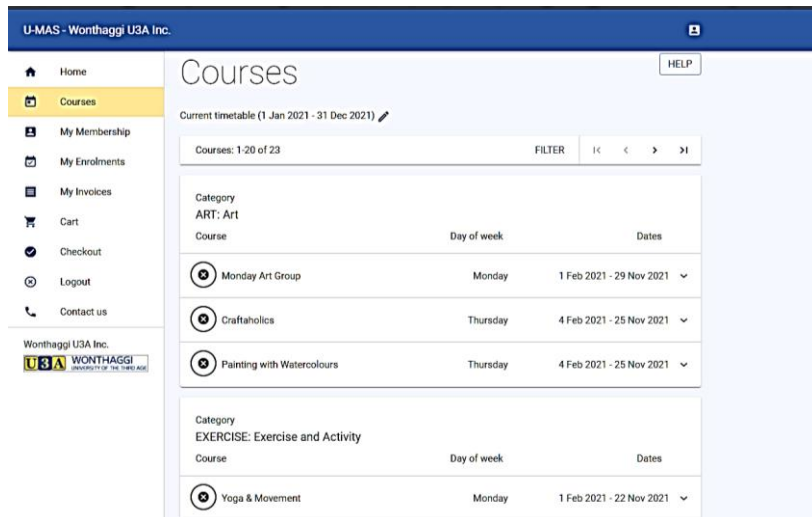 U-MAS - Wonthaggi U3A Inc.
Home
Courses
My Membership
My Enrolments
My Invoices
Cart
Checkout
Logout
Contact us
Wonthaggi U3A Inc.
U3A WONTHAGGI
UNIVERSITY OF THE THIRD AGE
Courses
HELP
Current timetable (1 Jan 2021 - 31 Dec 2021)
Courses: 1-20 of 23 FILTER
Category
ART: Art
Course Day of week Dates
Monday Art Group Monday 1 Feb 2021 - 29 Nov 2021
Craftaholics Thursday 4 Feb 2021 - 25 Nov 2021
Painting with Watercolours Thursday 4 Feb 2021 - 25 Nov 2021
Category
EXERCISE: Exercise and Activity
Course Day of week Dates
Yoga & Movement Monday 1 Feb 2021 - 22 Nov 2021